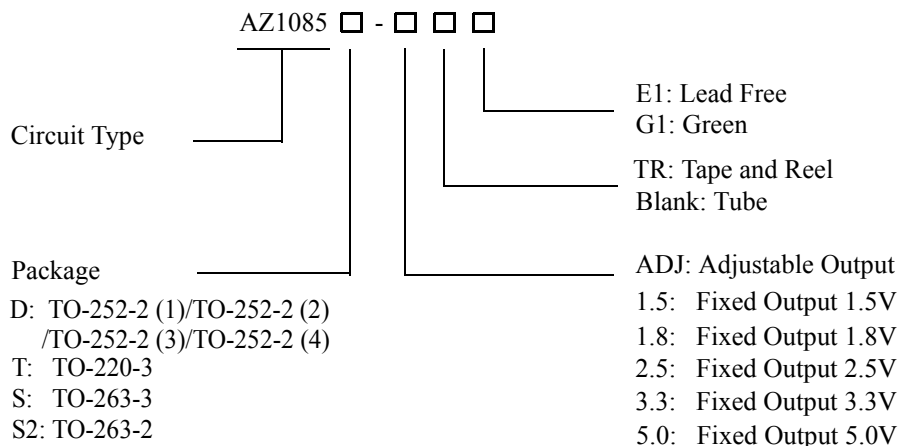 AZ1085 -
E1: Lead Free
G1: Green
Circuit Type
TR: Tape and Reel
Blank: Tube
Package
D: TO-252-2 (1)/TO-252-2 (2)
/TO-252-2 (3)/TO-252-2 (4)
T: TO-220-3
S: TO-263-3
S2: TO-263-2
ADJ: Adjustable Output
1.5: Fixed Output 1.5V
1.8: Fixed Output 1.8V
2.5: Fixed Output 2.5V
3.3: Fixed Output 3.3V
5.0: Fixed Output 5.0V